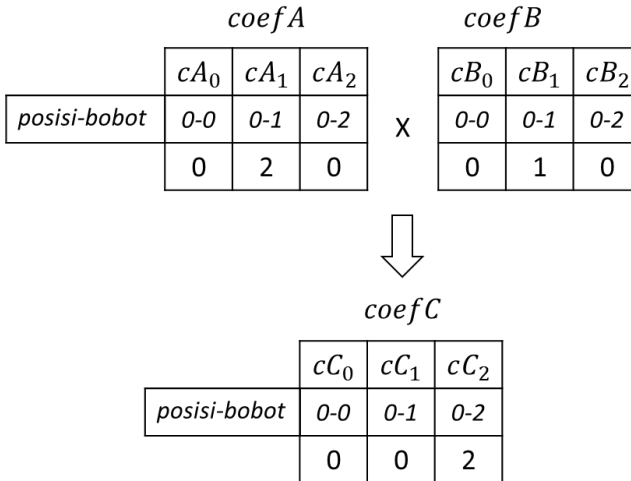 coefA coefB
cA₀ cA₁ cA₂ cB₀ cB₁ cB₂
posisi-bobot 0-0 0-1 0-2 X 0-0 0-1 0-2
0 2 0 0 1 0
coefC
cC₀ cC₁ cC₂
posisi-bobot 0-0 0-1 0-2
0 0 2